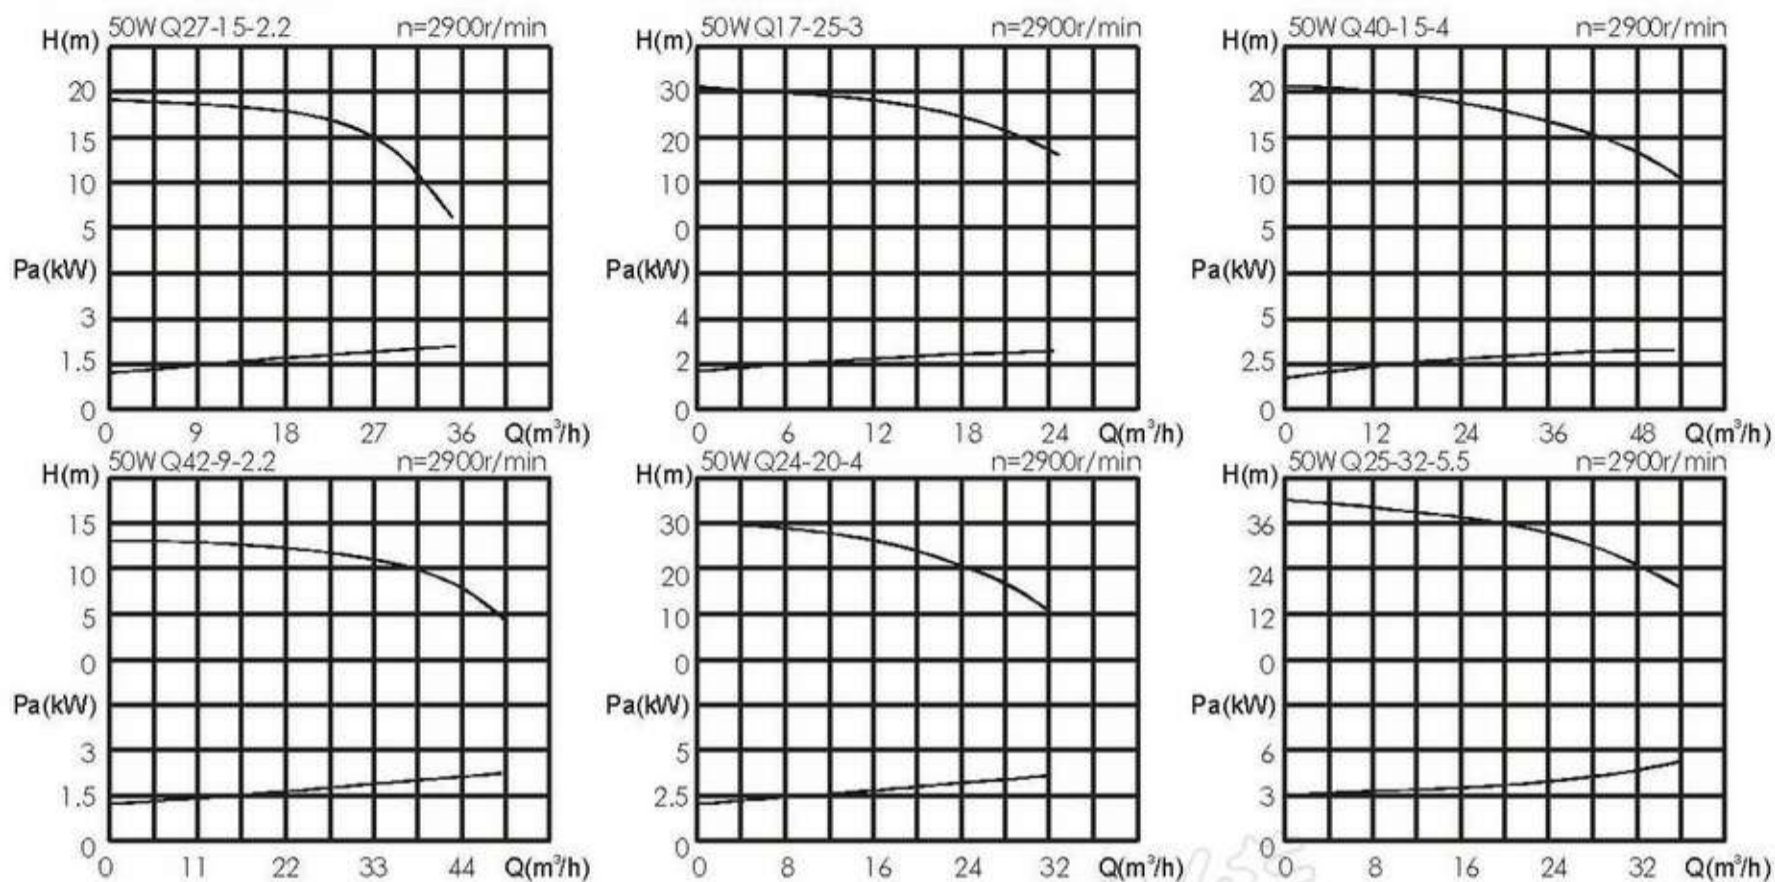 50WQ27-15-2.2 n=2900r/min
H(m)
20
15
10
5
Pa(kW)
3
1.5
0
0 9 18 27 36 Q(m³/h)
50WQ17-25-3 n=2900r/min
H(m)
30
20
10
0
Pa(kW)
4
2
0
0 6 12 18 24 Q(m³/h)
50WQ40-15-4 n=2900r/min
H(m)
20
15
10
5
Pa(kW)
5
2.5
0
0 12 24 36 48 Q(m³/h)
50WQ42-9-2.2 n=2900r/min
H(m)
15
10
5
0
Pa(kW)
3
1.5
0
0 11 22 33 44 Q(m³/h)
50WQ24-20-4 n=2900r/min
H(m)
30
20
10
0
Pa(kW)
5
2.5
0
0 8 16 24 32 Q(m³/h)
50WQ25-32-5.5 n=2900r/min
H(m)
36
24
12
0
Pa(kW)
6
3
0
0 8 16 24 32 Q(m³/h)